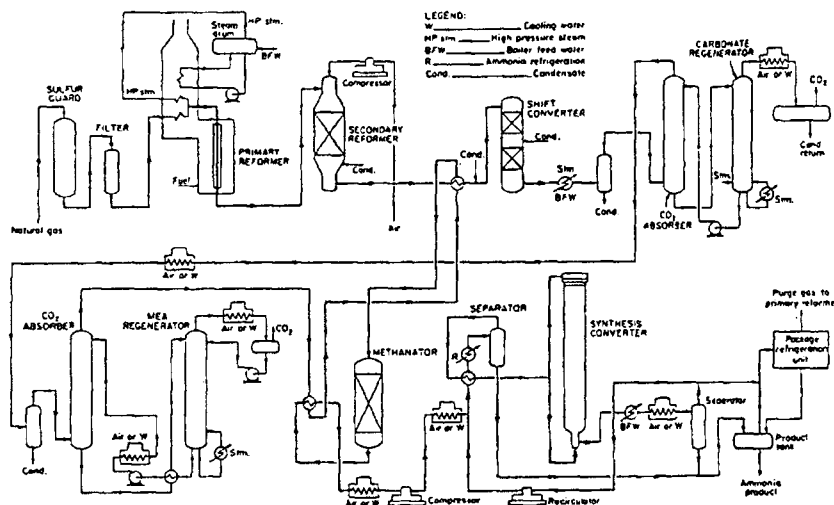 LEGEND:
W Cooling water
HP stm. High pressure steam
BFW Boiler feed water
R Ammonia refrigeration
Cond. Condensate
HP stm.
Steam
drum
BFW
HP stm.
SULFUR
GUARD
FILTER
PRIMARY
REFORMER
Fuel
Natural gas
Compressor
SECONDARY
REFORMER
Cond.
Air
SHIFT
CONVERTER
Cond.
Cond.
Stm
BFW
Cond.
CARBONATE
REGENERATOR
Air or W
CO2
Cond
return
Stm.
Stm.
CO2
ABSORBER
Air or W
CO2
ABSORBER
MEA
REGENERATOR
Air or W
CO2
Air or W
Stm.
Cond.
METHANATOR
Air or W
Compressor
Air or W
SEPARATOR
R
Recirculator
SYNTHESIS
CONVERTER
BFW
Air or W
Separator
Purge gas to
primary reformer
Package
refrigeration
unit
Product
tank
Ammonia
product